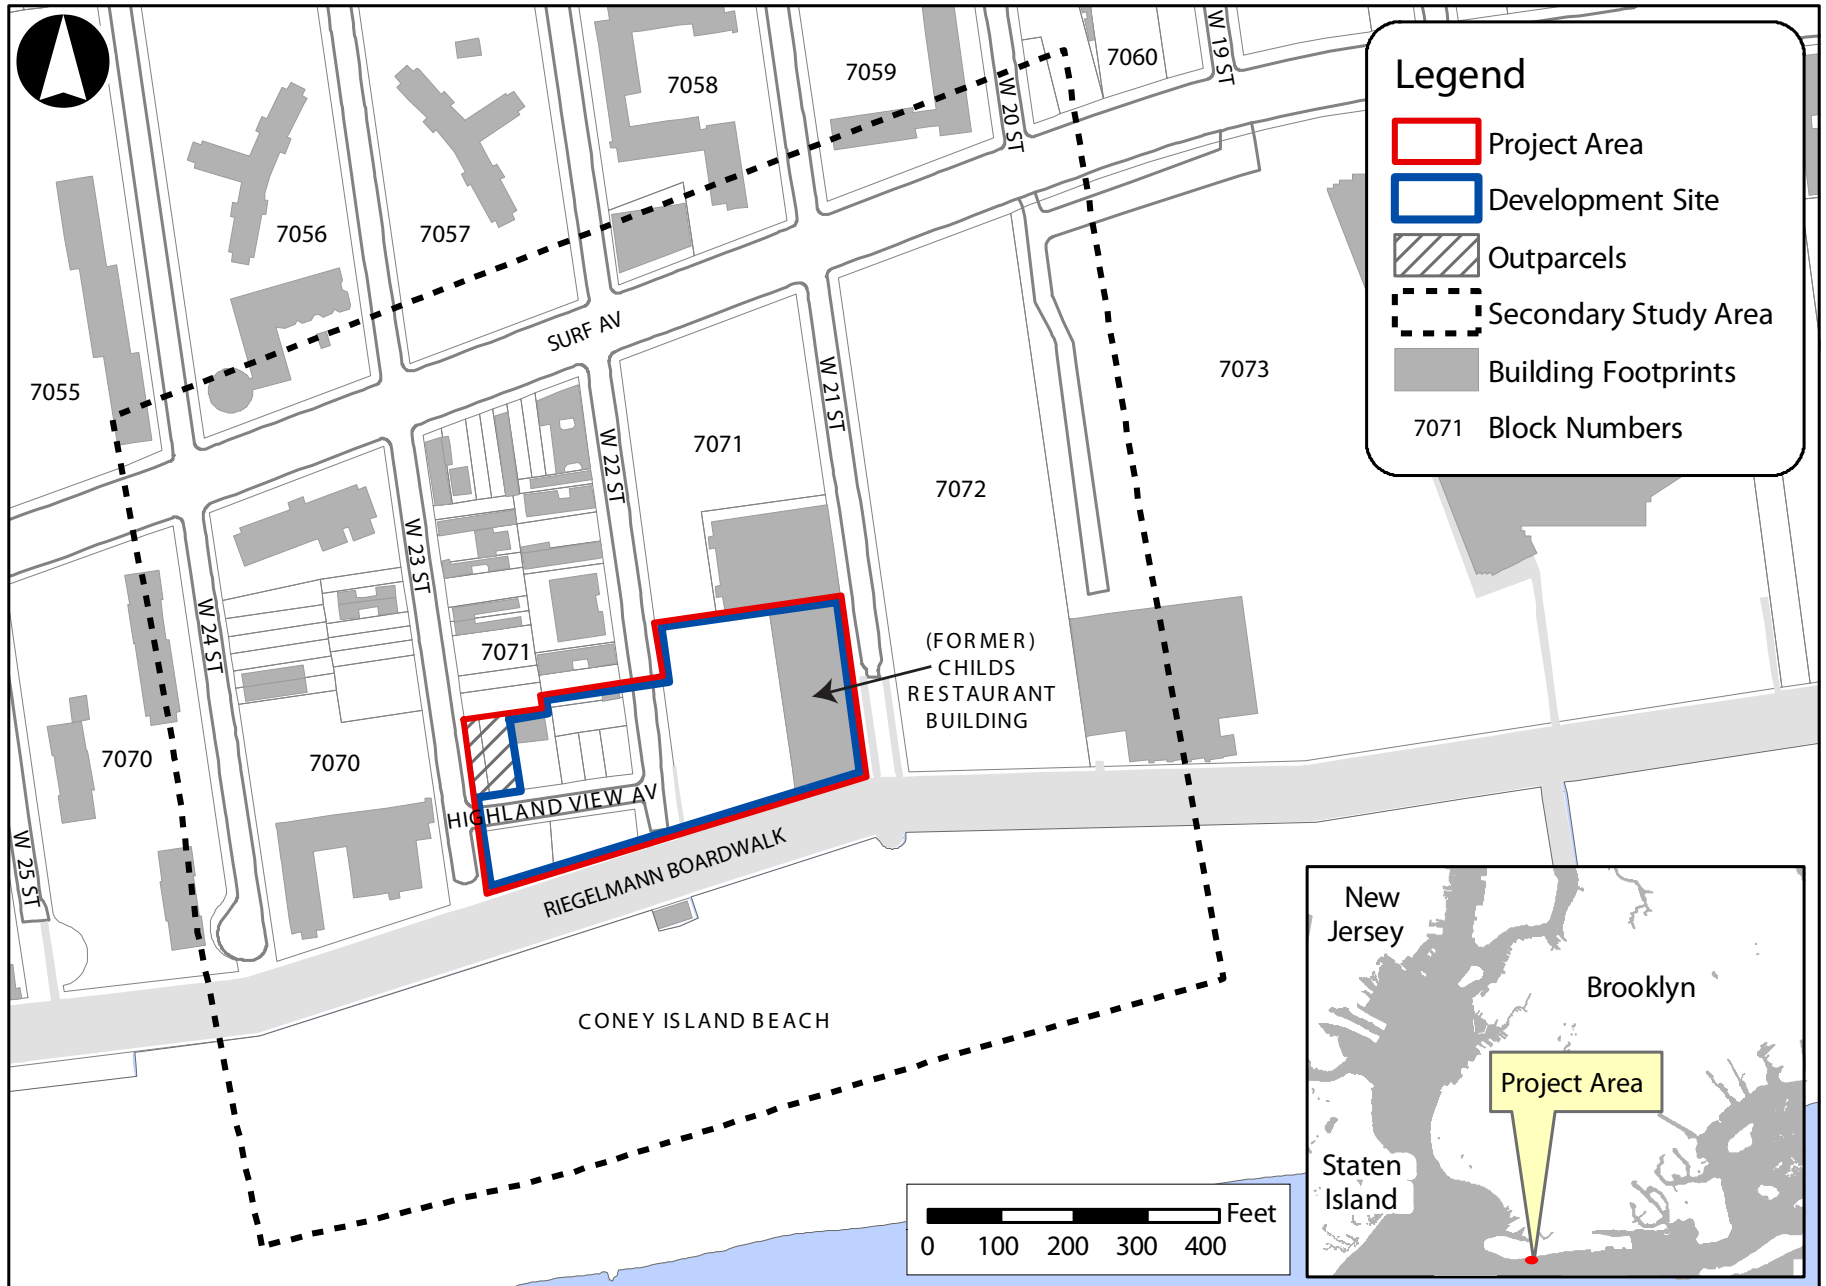 7058
7059
7060
W 19 ST
W 20 ST
7056
7057
7055
SURF AV
W 21 ST
7073
W 22 ST
7071
7072
W 23 ST
W 24 ST
7071
7070
7070
W 25 ST
(FORMER)
CHILDS
RESTAURANT
BUILDING
HIGHLAND VIEW AV
RIEGELMANN BOARDWALK
CONEY ISLAND BEACH
Legend
Project Area
Development Site
Outparcels
Secondary Study Area
Building Footprints
7071 Block Numbers
New
Jersey
Brooklyn
Project Area
Staten
Island
Feet
0 100 200 300 400